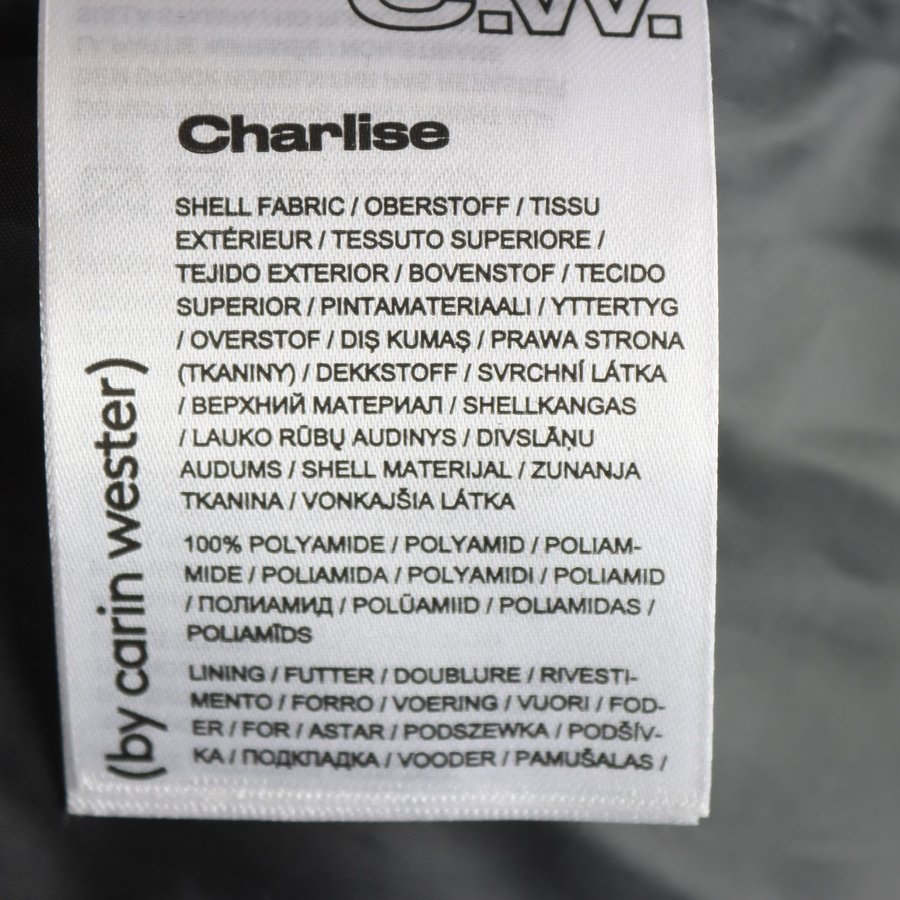 C.W.
Charlise
SHELL FABRIC / OBERSTOFF / TISSU
EXTÉRIEUR / TESSUTO SUPERIORE /
TEJIDO EXTERIOR / BOVENSTOF / TECIDO
SUPERIOR / PINTAMATERIAALI / YTTERTYG
/ OVERSTOF / DIŞ KUMAŞ / PRAWA STRONA
(TKANINY) / DEKKSTOFF / SVRCHNÍ LÁTKA
/ ВЕРХНИЙ МАТЕРИАЛ / SHELLKANGAS
/ LAUKO RŪBŲ AUDINYS / DIVSLĀŅU
AUDUMS / SHELL MATERIJAL / ZUNANJA
TKANINA / VONKAJŠIA LÁTKA
100% POLYAMIDE / POLYAMID / POLIAM-
MIDE / POLIAMIDA / POLYAMIDI / POLIAMID
/ ПОЛИАМИД / POLÜAMIID / POLIAMIDAS /
POLIAMĪDS
LINING / FUTTER / DOUBLURE / RIVESTI-
MENTO / FORRO / VOERING / VUORI / FOD-
ER / FOR / ASTAR / PODSZEWKA / PODŠÍV-
KA / ПОДКЛАДКА / VOODER / PAMUŠALAS /
(by carin wester)